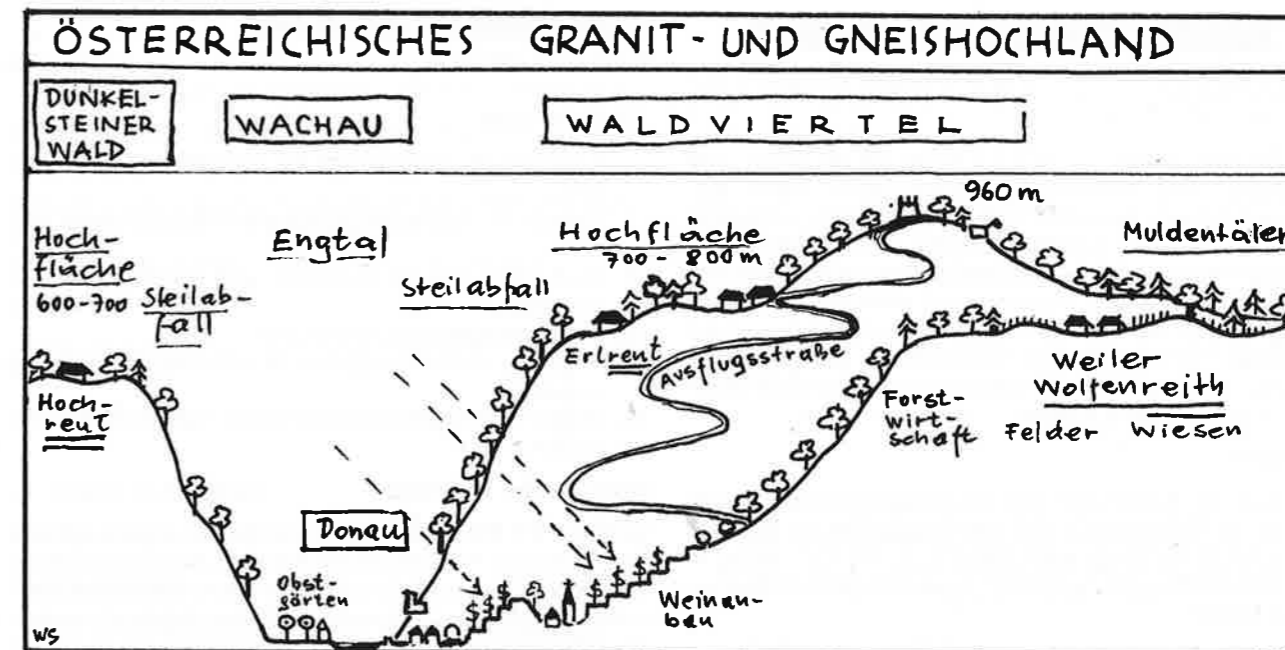 ÖSTERREICHISCHES GRANIT- UND GNEISHOCHLAND
DUNKEL-
STEINER
WALD
WACHAU
WALDVIERTEL
Hoch-
fläche
600-700
Steilab-
fall
Engtal
Steilabfall
Hochfläche
700 - 800 m
960 m
Muldentäler
Hoch-
reut
Erlreut
Ausflugsstraße
Forst-
wirt-
schaft
Weiler
Wolfenreith
Felder Wiesen
Donau
Obst-
gärten
Weinan-
bau
WS